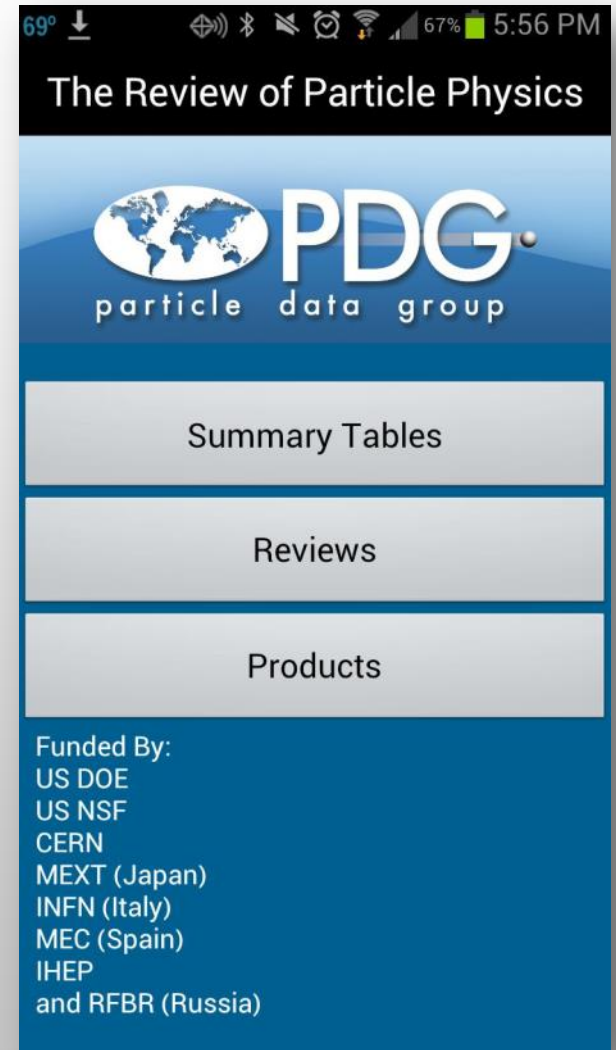 69° 67% 5:56 PM
The Review of Particle Physics
PDG
particle data group
Summary Tables
Reviews
Products
Funded By:
US DOE
US NSF
CERN
MEXT (Japan)
INFN (Italy)
MEC (Spain)
IHEP
and RFBR (Russia)